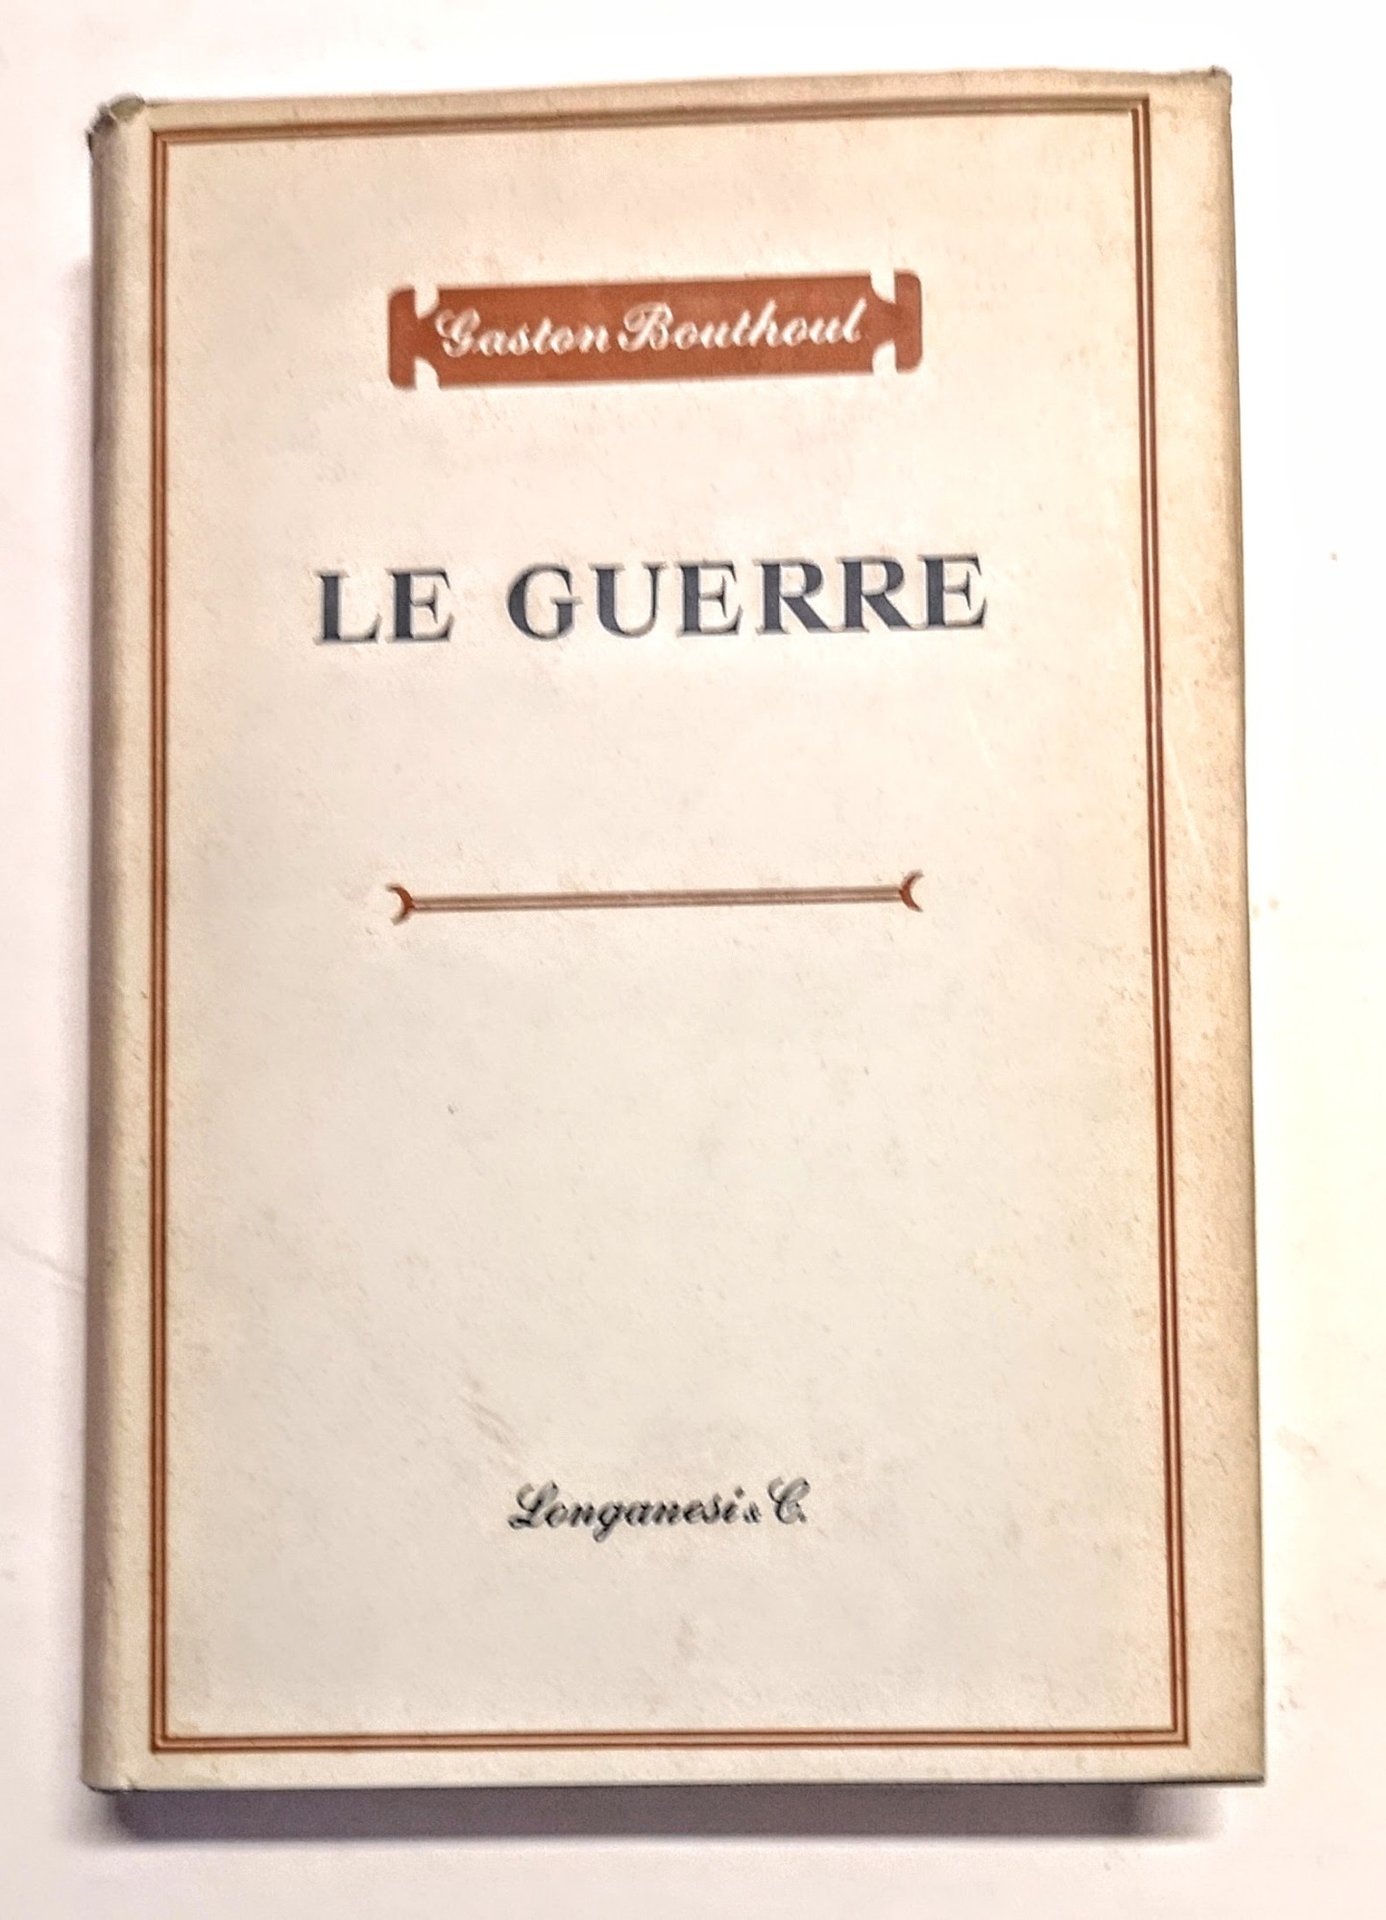 Gaston Bouthoul
LE GUERRE
Longanesi & C.